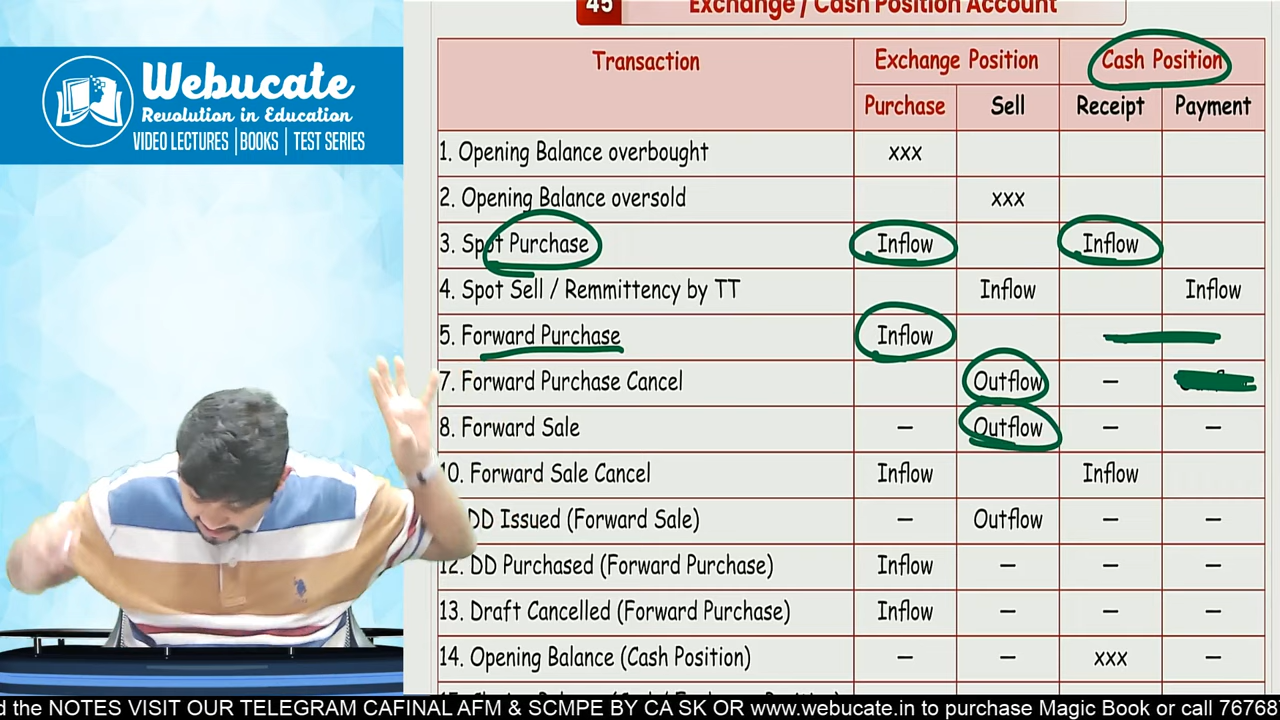 45 Exchange / Cash Position Account
Webucate
Revolution in Education
VIDEO LECTURES | BOOKS | TEST SERIES
Transaction Exchange Position Cash Position
Purchase Sell Receipt Payment
1. Opening Balance overbought xxx
2. Opening Balance oversold xxx
3. Spot Purchase Inflow Inflow
4. Spot Sell / Remmittency by TT Inflow Inflow
5. Forward Purchase Inflow
7. Forward Purchase Cancel Outflow –
8. Forward Sale – Outflow – –
10. Forward Sale Cancel Inflow Inflow
DD Issued (Forward Sale) – Outflow – –
12. DD Purchased (Forward Purchase) Inflow – – –
13. Draft Cancelled (Forward Purchase) Inflow – – –
14. Opening Balance (Cash Position) – – xxx –
d the NOTES VISIT OUR TELEGRAM CAFINAL AFM & SCMPE BY CA SK OR www.webucate.in to purchase Magic Book or call 76768